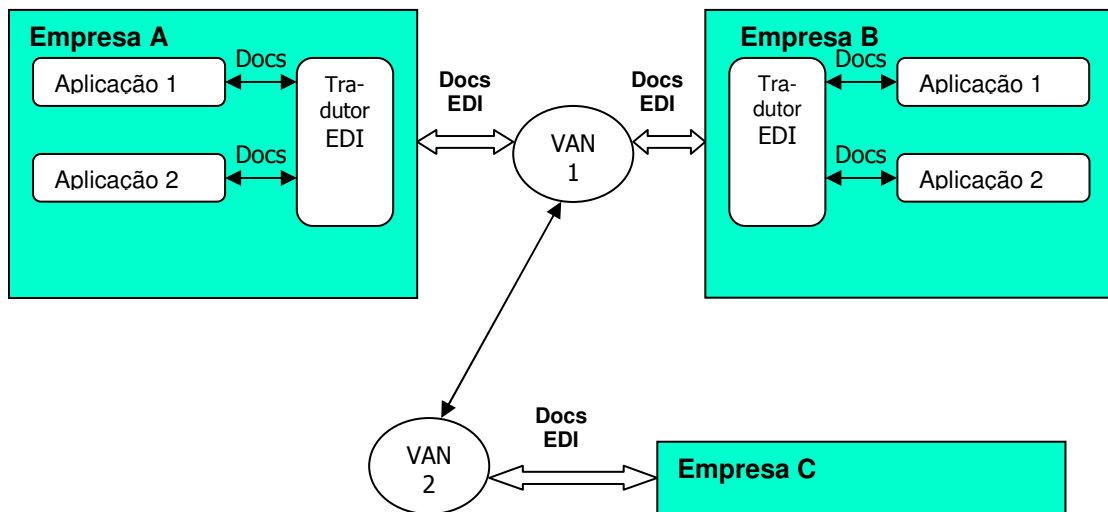 Empresa A
Docs
Aplicação 1
Tra-
dutor
EDI
Docs
Aplicação 2
Docs
EDI
VAN
1
Docs
EDI
Empresa B
Tra-
dutor
EDI
Docs
Aplicação 1
Docs
Aplicação 2
VAN
2
Docs
EDI
Empresa C